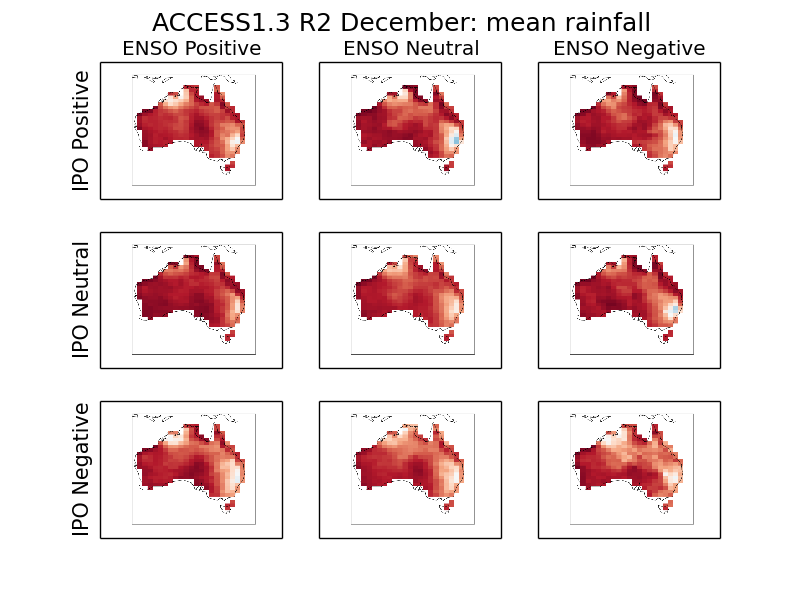 ACCESS1.3 R2 December: mean rainfall
ENSO Positive
ENSO Neutral
ENSO Negative
IPO Positive
IPO Neutral
IPO Negative